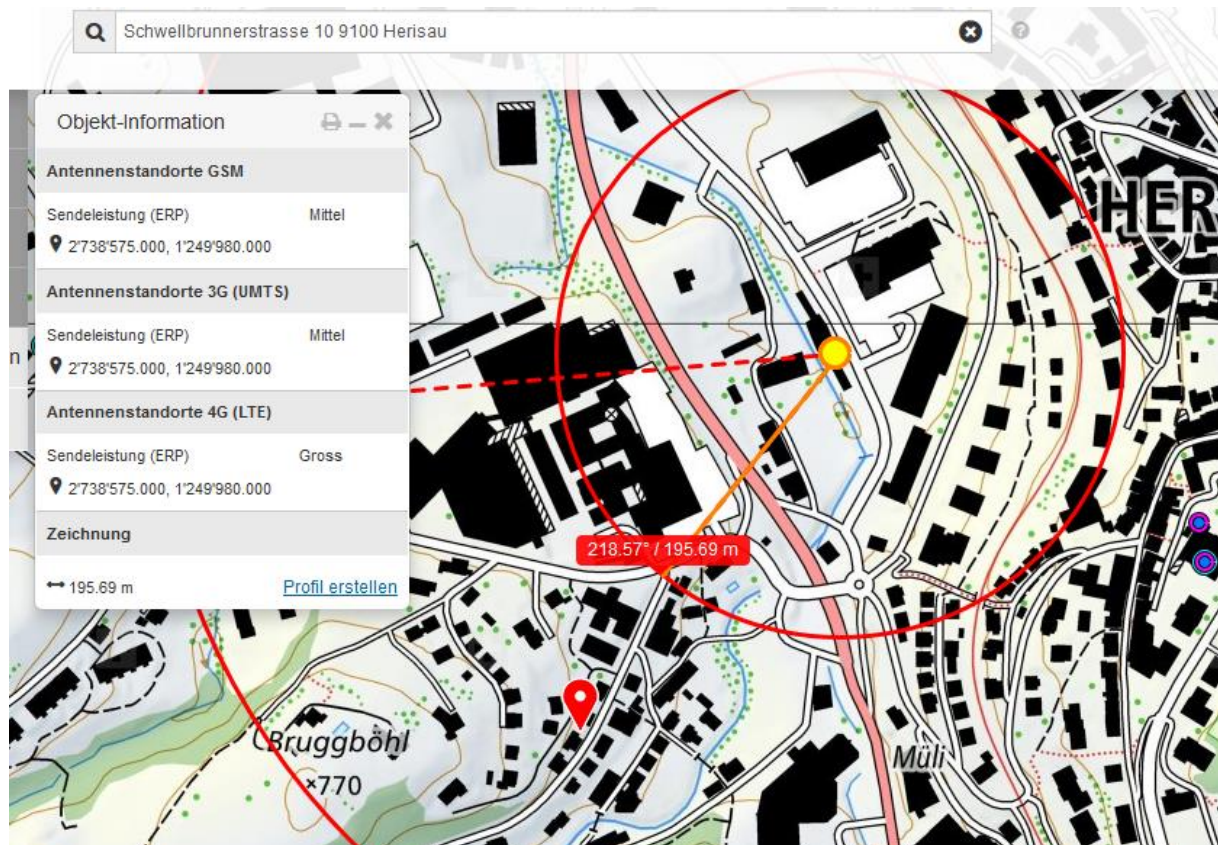 Schwellbrunnerstrasse 10 9100 Herisau
?
Objekt-Information
Antennenstandorte GSM
Sendeleistung (ERP) Mittel
2'738'575.000, 1'249'980.000
Antennenstandorte 3G (UMTS)
Sendeleistung (ERP) Mittel
2'738'575.000, 1'249'980.000
Antennenstandorte 4G (LTE)
Sendeleistung (ERP) Gross
2'738'575.000, 1'249'980.000
Zeichnung
195.69 m Profil erstellen
n
HER
218.57° / 195.69 m
Bruggböhl
×770
Müli